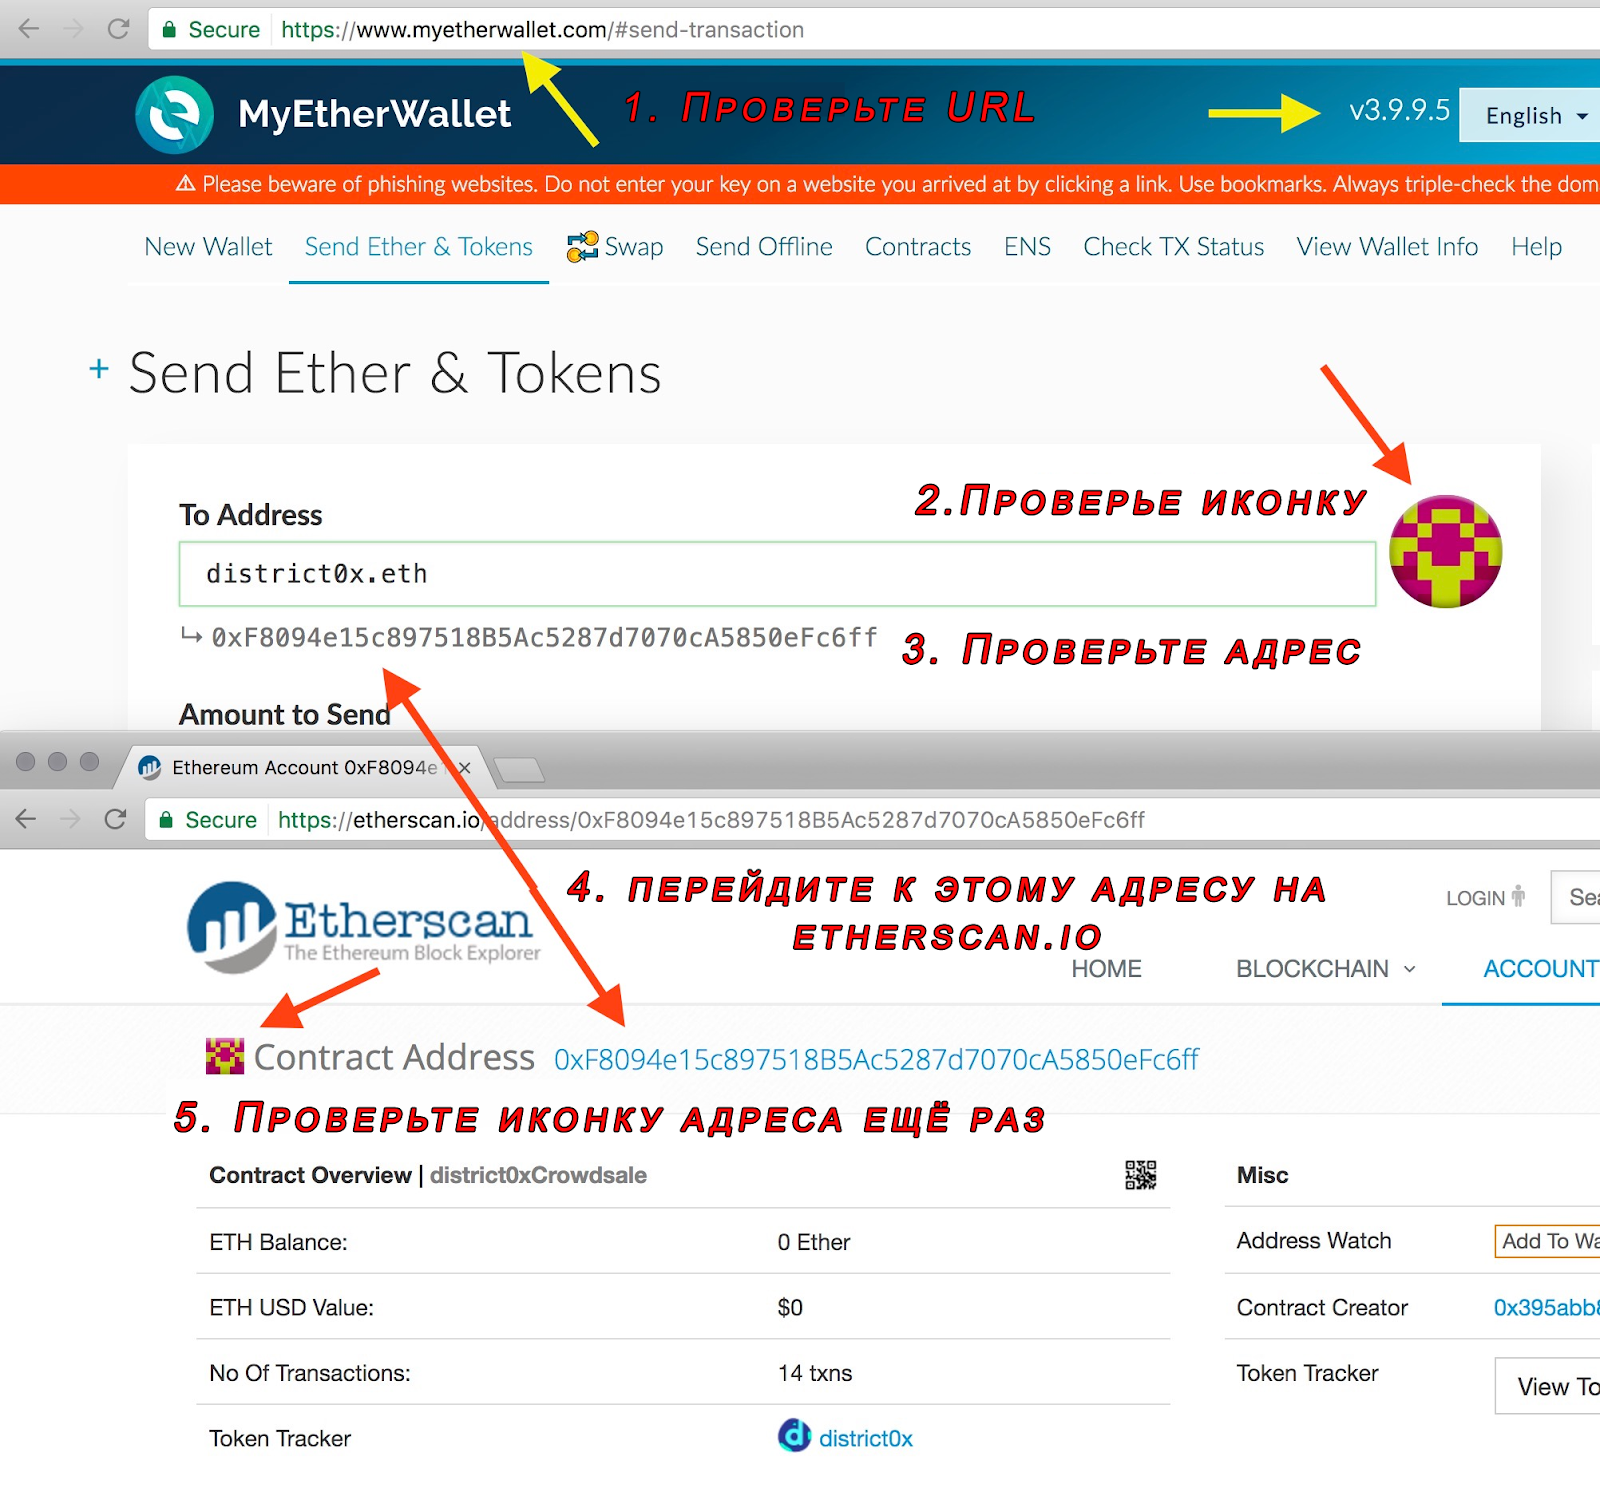 Secure https://www.myetherwallet.com/#send-transaction
MyEtherWallet 1. Проверьте URL v3.9.9.5 English
Please beware of phishing websites. Do not enter your key on a website you arrived at by clicking a link. Use bookmarks. Always triple-check the dom
New Wallet Send Ether & Tokens Swap Send Offline Contracts ENS Check TX Status View Wallet Info Help
+ Send Ether & Tokens
2.Проверье иконку
To Address
district0x.eth
0xF8094e15c897518B5Ac5287d7070cA5850eFc6ff 3. Проверьте адрес
Amount to Send
Ethereum Account 0xF8094e
Secure https://etherscan.io/address/0xF8094e15c897518B5Ac5287d7070cA5850eFc6ff
4. перейдите к этому адресу на
etherscan.io
LOGIN Sea
Etherscan
The Ethereum Block Explorer
HOME BLOCKCHAIN ACCOUNT
Contract Address 0xF8094e15c897518B5Ac5287d7070cA5850eFc6ff
5. Проверьте иконку адреса ещё раз
Contract Overview | district0xCrowdsale Misc
ETH Balance: 0 Ether Address Watch Add To Wa
ETH USD Value: $0 Contract Creator 0x395abb8
No Of Transactions: 14 txns Token Tracker View To
Token Tracker district0x